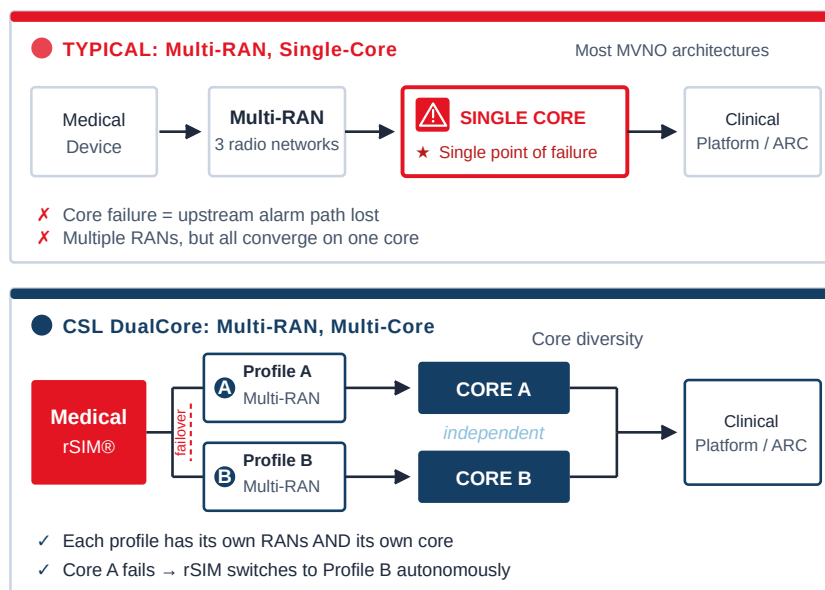 TYPICAL: Multi-RAN, Single-Core
Most MVNO architectures
Medical
Device
Multi-RAN
3 radio networks
SINGLE CORE
★ Single point of failure
Clinical
Platform / ARC
✗ Core failure = upstream alarm path lost
✗ Multiple RANs, but all converge on one core
CSL DualCore: Multi-RAN, Multi-Core
Core diversity
Medical
rSIM®
failover
A
Profile A
Multi-RAN
B
Profile B
Multi-RAN
CORE A
independent
CORE B
Clinical
Platform / ARC
✓ Each profile has its own RANs AND its own core
✓ Core A fails → rSIM switches to Profile B autonomously